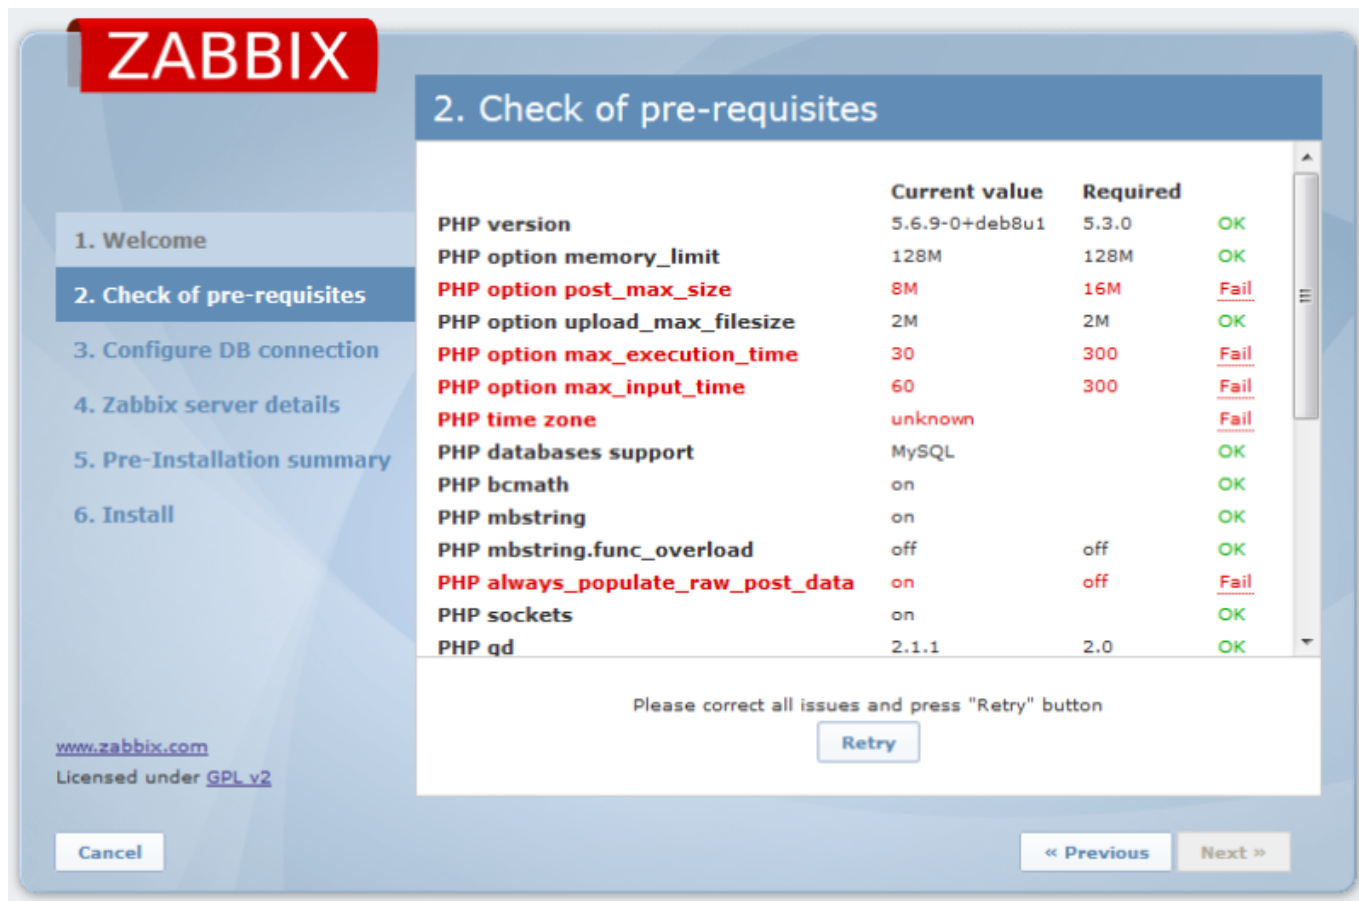 ZABBIX
2. Check of pre-requisites
1. Welcome
2. Check of pre-requisites
3. Configure DB connection
4. Zabbix server details
5. Pre-Installation summary
6. Install
Current value Required
PHP version 5.6.9-0+deb8u1 5.3.0 OK
PHP option memory_limit 128M 128M OK
PHP option post_max_size 8M 16M Fail
PHP option upload_max_filesize 2M 2M OK
PHP option max_execution_time 30 300 Fail
PHP option max_input_time 60 300 Fail
PHP time zone unknown Fail
PHP databases support MySQL OK
PHP bcmath on OK
PHP mbstring on OK
PHP mbstring.func_overload off off OK
PHP always_populate_raw_post_data on off Fail
PHP sockets on OK
PHP gd 2.1.1 2.0 OK
Please correct all issues and press "Retry" button
Retry
www.zabbix.com
Licensed under GPL v2
Cancel
« Previous
Next »